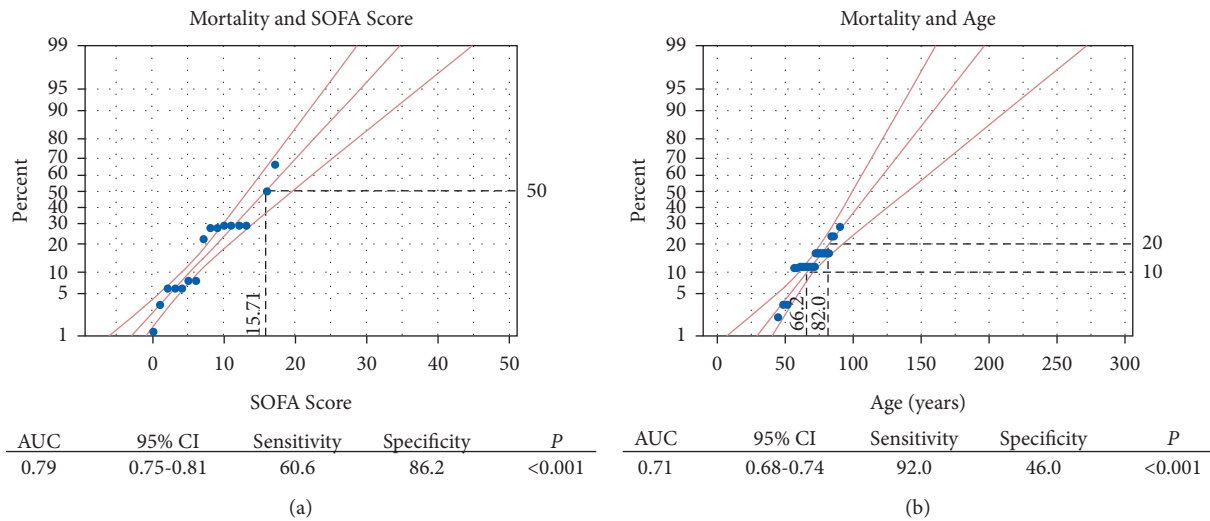 Mortality and SOFA Score
99
95
90
80
70
60
50
40
30
20
10
5
1
Percent
50
15.71
0 10 20 30 40 50
SOFA Score
AUC 95% CI Sensitivity Specificity P
0.79 0.75-0.81 60.6 86.2 <0.001
(a)
Mortality and Age
99
95
90
80
70
60
50
40
30
20
10
5
1
Percent
20
10
66.2
82.0
0 50 100 150 200 250 300
Age (years)
AUC 95% CI Sensitivity Specificity P
0.71 0.68-0.74 92.0 46.0 <0.001
(b)